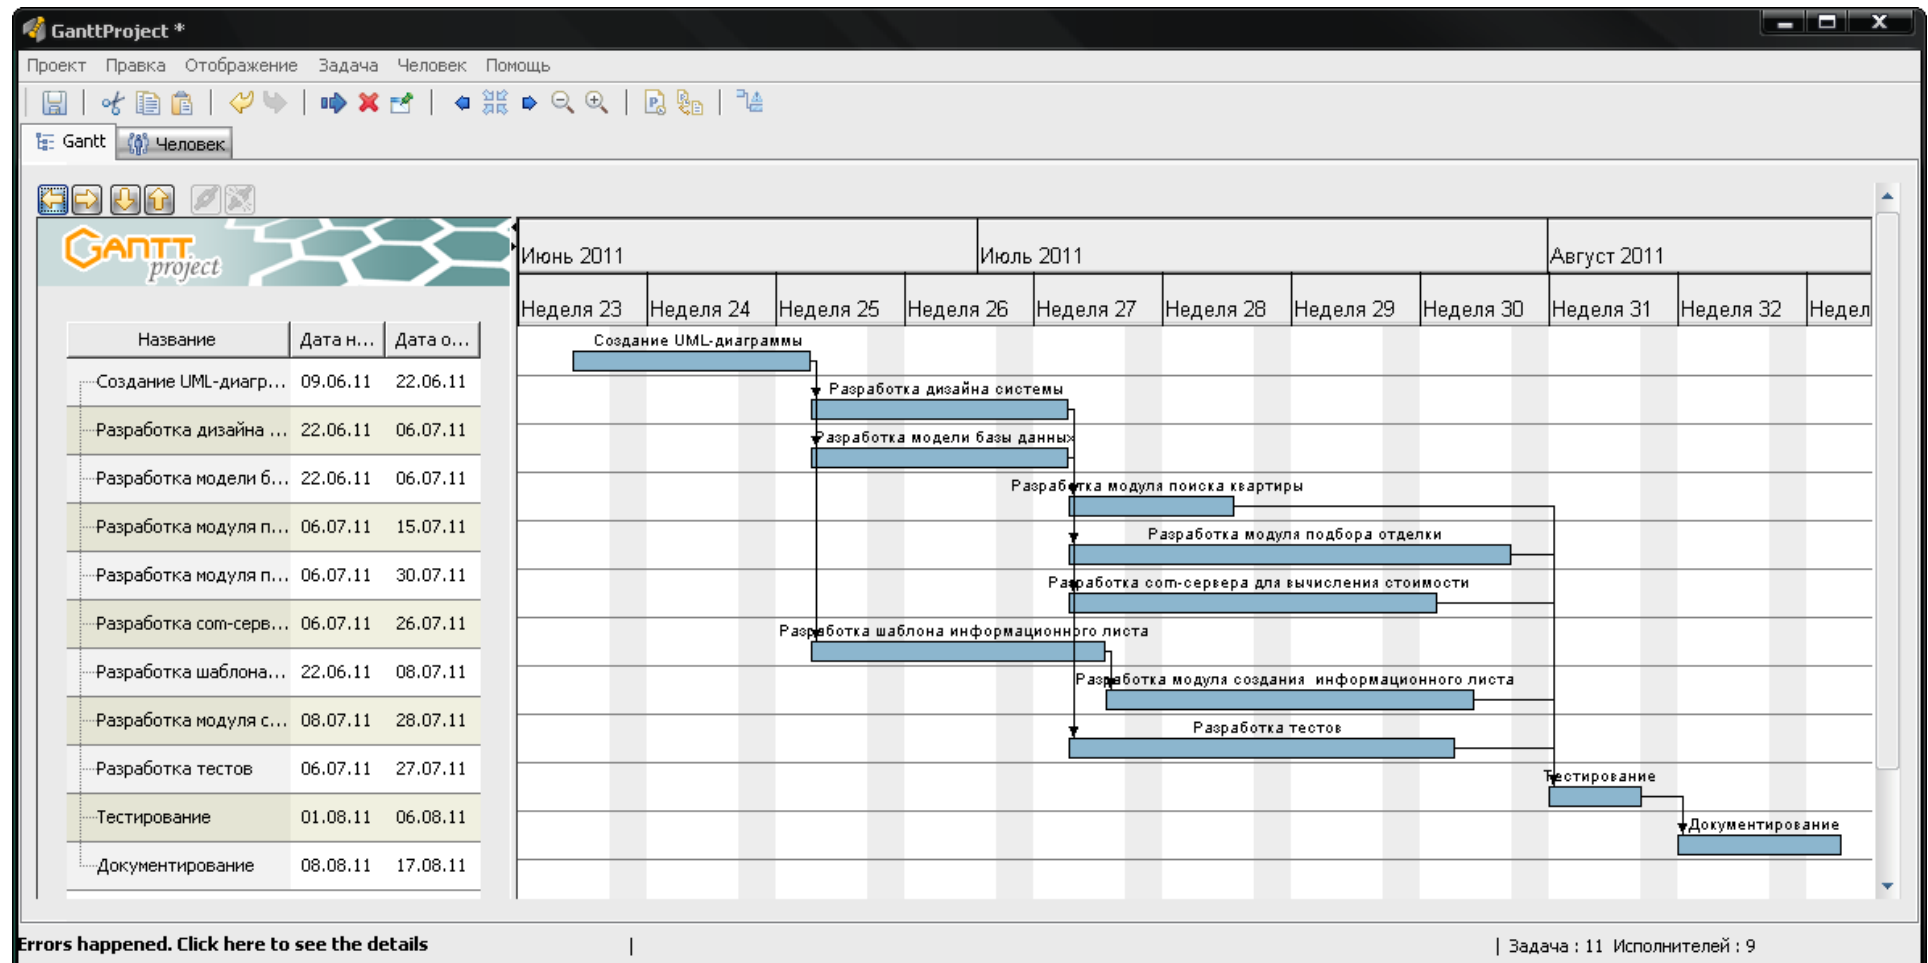 GanttProject *
Проект Правка Отображение Задача Человек Помощь
Gantt Человек
GANTT project
Июнь 2011 Июль 2011 Август 2011
Неделя 23 Неделя 24 Неделя 25 Неделя 26 Неделя 27 Неделя 28 Неделя 29 Неделя 30 Неделя 31 Неделя 32 Недел
Название Дата н... Дата о...
Создание UML-диагр... 09.06.11 22.06.11
Разработка дизайна ... 22.06.11 06.07.11
Разработка модели б... 22.06.11 06.07.11
Разработка модуля п... 06.07.11 15.07.11
Разработка модуля п... 06.07.11 30.07.11
Разработка com-серв... 06.07.11 26.07.11
Разработка шаблона... 22.06.11 08.07.11
Разработка модуля с... 08.07.11 28.07.11
Разработка тестов 06.07.11 27.07.11
Тестирование 01.08.11 06.08.11
Документирование 08.08.11 17.08.11
Создание UML-диаграммы
Разработка дизайна системы
Разработка модели базы данных
Разработка модуля поиска квартиры
Разработка модуля подбора отделки
Разработка com-сервера для вычисления стоимости
Разработка шаблона информационного листа
Разработка модуля создания информационного листа
Разработка тестов
Тестирование
Документирование
Errors happened. Click here to see the details
Задача : 11 Исполнителей : 9